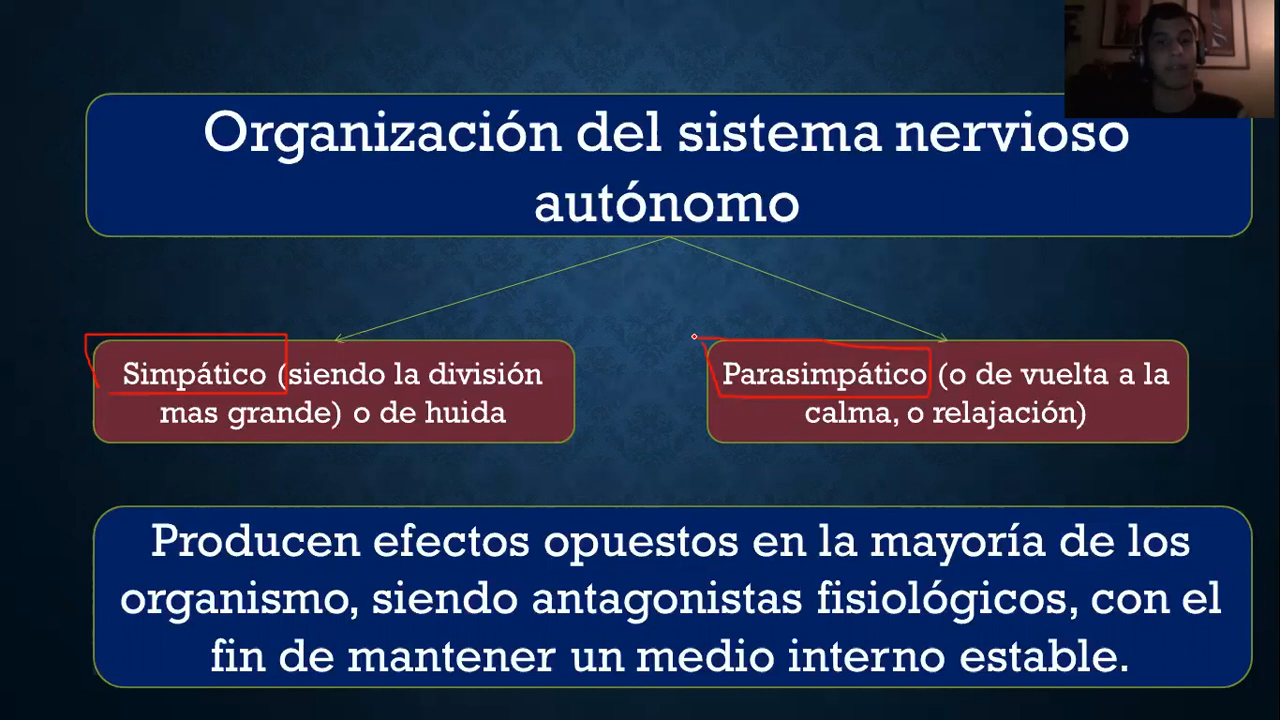 Organización del sistema nervioso
autónomo
Simpático (siendo la división
mas grande) o de huida
Parasimpático (o de vuelta a la
calma, o relajación)
Producen efectos opuestos en la mayoría de los
organismo, siendo antagonistas fisiológicos, con el
fin de mantener un medio interno estable.